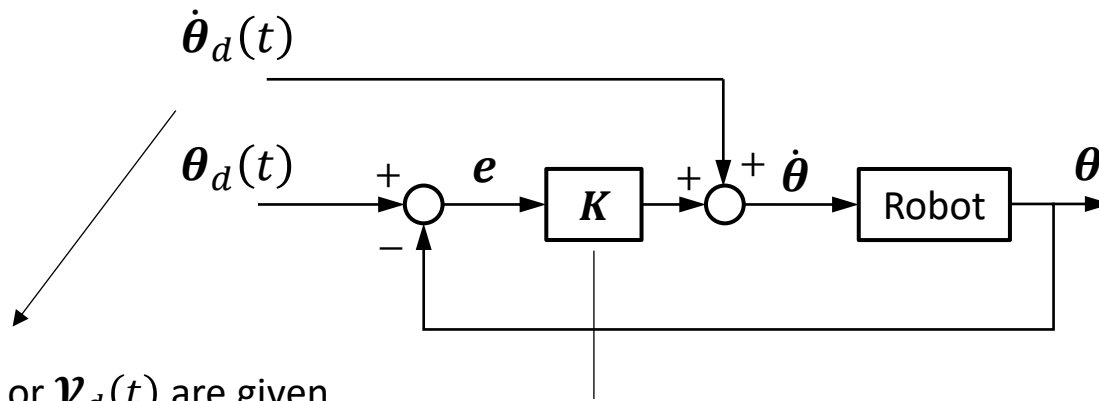 θ̇_d(t)
θ_d(t) + e K + + θ̇ Robot θ
−
or 𝓥_d(t) are given